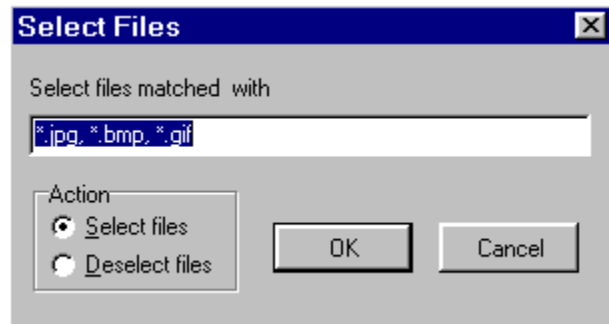 Select Files
Select files matched with
*.jpg, *.bmp, *.gif
Action
Select files
Deselect files
OK
Cancel